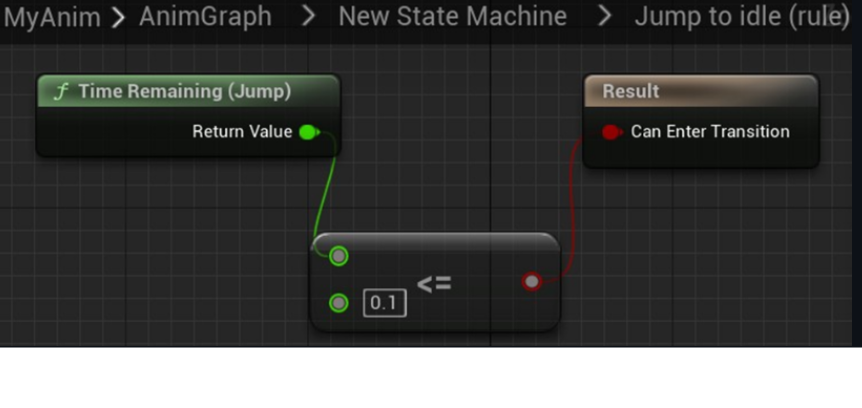 MyAnim > AnimGraph > New State Machine > Jump to idle (rule)
f Time Remaining (Jump)
Return Value
Result
Can Enter Transition
<=
0.1